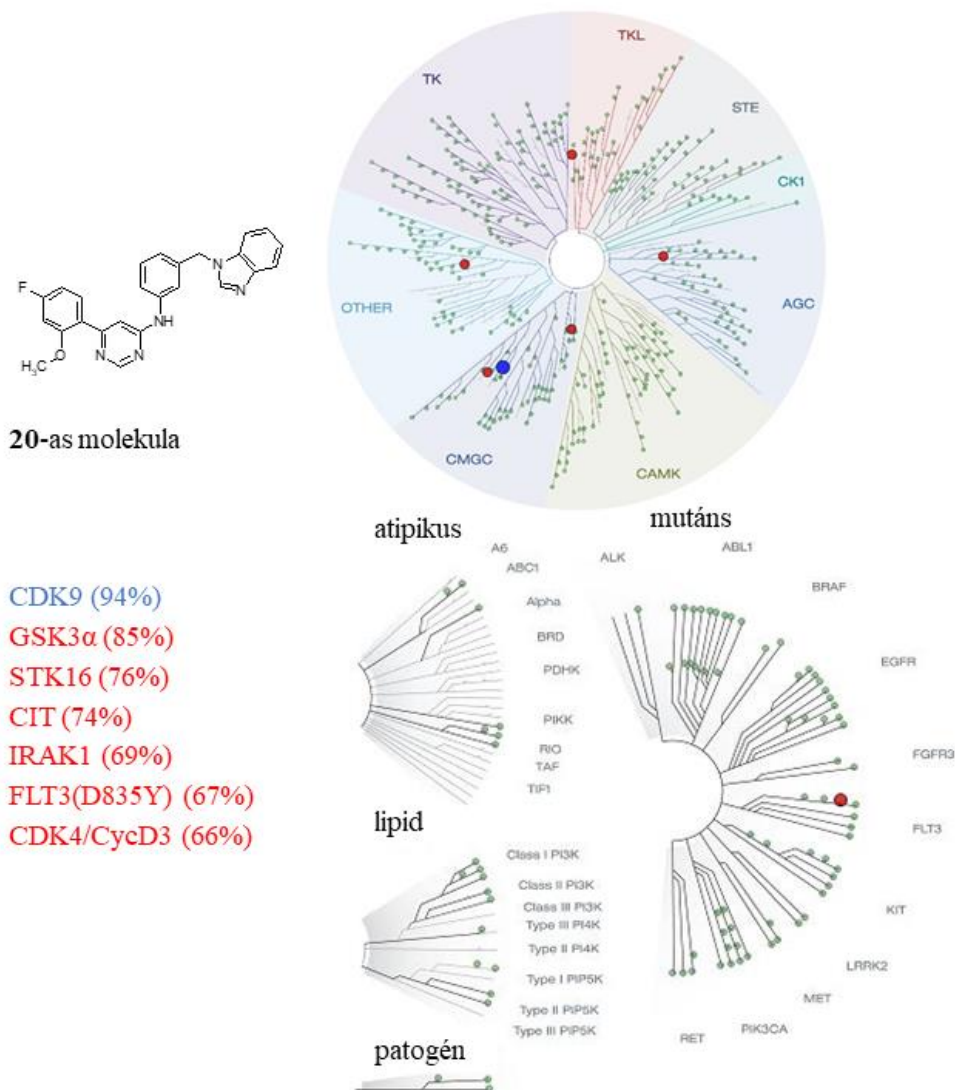 TK
TKL
STE
CK1
AGC
CAMK
CMGC
OTHER
F
O
H₃C
N
N
NH
N
N
20-as molekula
CDK9 (94%)
GSK3α (85%)
STK16 (76%)
CIT (74%)
IRAK1 (69%)
FLT3(D835Y) (67%)
CDK4/CycD3 (66%)
atipikus
A6
ABC1
Alpha
BRD
PDHK
PIKK
RIO
TAF
TIF1
lipid
Class I PI3K
Class II PI3K
Class III PI3K
Type III PI4K
Type II PI4K
Type I PIP5K
Type II PIP5K
Type III PIP5K
patogén
mutáns
ALK
ABL1
BRAF
EGFR
FGFR3
FLT3
KIT
LRRK2
MET
PIK3CA
RET